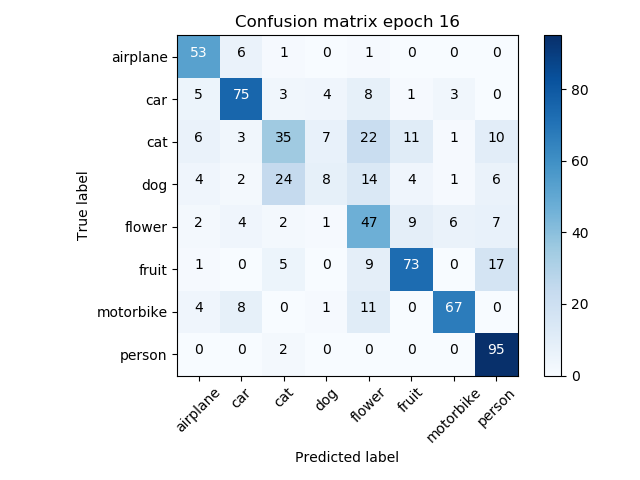 Confusion matrix epoch 16
True label
airplane 53 6 1 0 1 0 0 0
car 5 75 3 4 8 1 3 0
cat 6 3 35 7 22 11 1 10
dog 4 2 24 8 14 4 1 6
flower 2 4 2 1 47 9 6 7
fruit 1 0 5 0 9 73 0 17
motorbike 4 8 0 1 11 0 67 0
person 0 0 2 0 0 0 0 95
airplane car cat dog flower fruit motorbike person
Predicted label
80
60
40
20
0